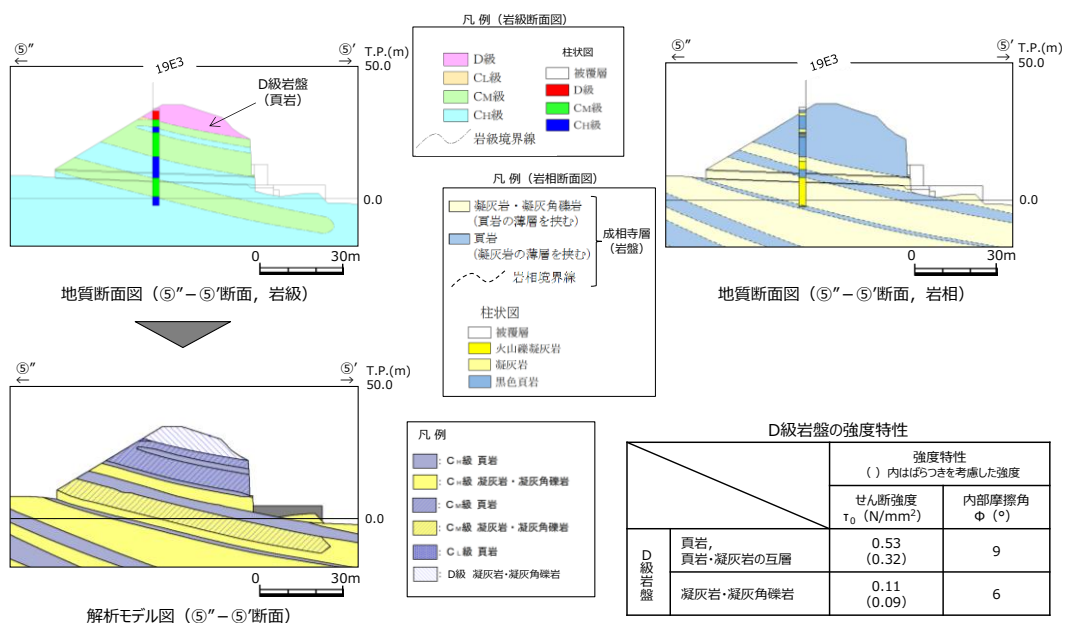 ⑤”
⑤’
T.P.(m)
50.0
19E3
D級岩盤
(頁岩)
0.0
0
30m
地質断面図（⑤”－⑤’断面，岩級）
凡 例（岩級断面図）
D級
CL級
CM級
CH級
岩級境界線
柱状図
被覆層
D級
CM級
CH級
凡 例（岩相断面図）
凝灰岩・凝灰角礫岩
(頁岩の薄層を挟む)
頁岩
(凝灰岩の薄層を挟む)
岩相境界線
成相寺層
(岩盤)
柱状図
被覆層
火山礫凝灰岩
凝灰岩
黒色頁岩
⑤”
⑤’
T.P.(m)
50.0
19E3
0.0
0
30m
地質断面図（⑤”－⑤’断面，岩相）
⑤”
⑤’
T.P.(m)
50.0
0.0
0
30m
解析モデル図（⑤”－⑤’断面）
凡 例
：CH級 頁岩
：CH級 凝灰岩・凝灰角礫岩
：CM級 頁岩
：CM級 凝灰岩・凝灰角礫岩
：CL級 頁岩
：D級 凝灰岩・凝灰角礫岩
D級岩盤の強度特性
強度特性
（ ）内はばらつきを考慮した強度
せん断強度
τ0（N/mm2）
内部摩擦角
Φ（°）
D級岩盤
頁岩，
頁岩・凝灰岩の互層
0.53
(0.32)
9
凝灰岩・凝灰角礫岩
0.11
(0.09)
6